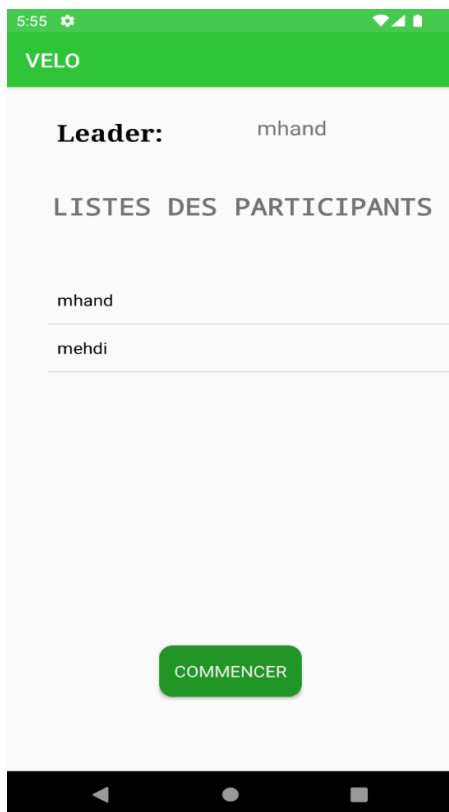 5:55
VELO
Leader: mhand
LISTES DES PARTICIPANTS
mhand
mehdi
COMMENCER